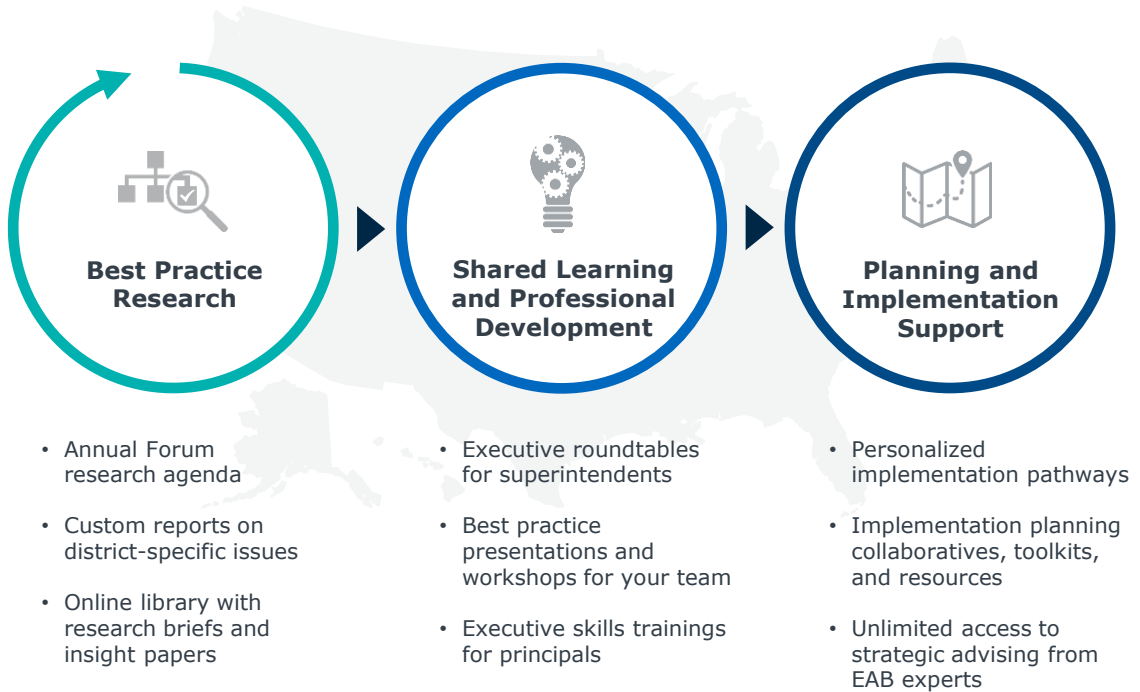 Best Practice
Research
Shared Learning
and Professional
Development
Planning and
Implementation
Support
• Annual Forum
research agenda
• Custom reports on
district-specific issues
• Online library with
research briefs and
insight papers
• Executive roundtables
for superintendents
• Best practice
presentations and
workshops for your team
• Executive skills trainings
for principals
• Personalized
implementation pathways
• Implementation planning
collaboratives, toolkits,
and resources
• Unlimited access to
strategic advising from
EAB experts